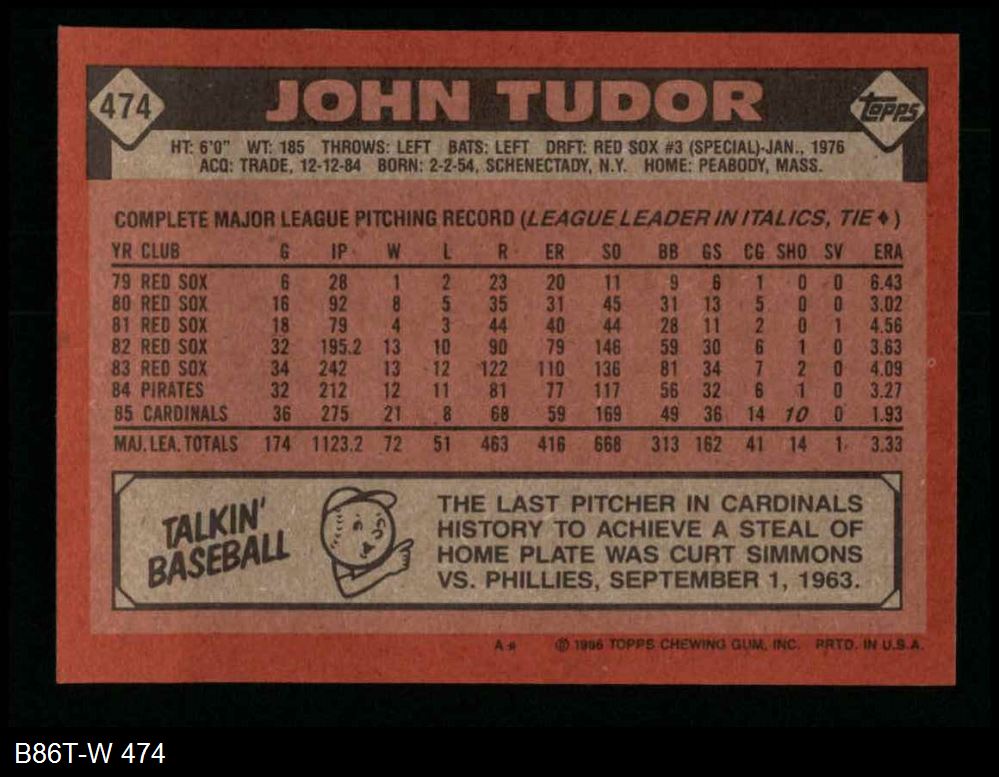 474 JOHN TUDOR Topps
HT: 6'0" WT: 185 THROWS: LEFT BATS: LEFT DRFT: RED SOX #3 (SPECIAL)-JAN., 1976
ACQ: TRADE, 12-12-84 BORN: 2-2-54, SCHENECTADY, N.Y. HOME: PEABODY, MASS.
COMPLETE MAJOR LEAGUE PITCHING RECORD (LEAGUE LEADER IN ITALICS, TIE ♦)
YR CLUB G IP W L R ER SO BB GS CG SHO SV ERA
79 RED SOX 6 28 1 2 23 20 11 9 6 1 0 0 6.43
80 RED SOX 16 92 8 5 35 31 45 31 13 5 0 0 3.02
81 RED SOX 18 79 4 3 44 40 44 28 11 2 0 1 4.56
82 RED SOX 32 195.2 13 10 90 79 146 59 30 6 1 0 3.63
83 RED SOX 34 242 13 12 122 110 136 81 34 7 2 0 4.09
84 PIRATES 32 212 12 11 81 77 117 56 32 6 1 0 3.27
85 CARDINALS 36 275 21 8 68 59 169 49 36 14 10 0 1.93
MAJ. LEA. TOTALS 174 1123.2 72 51 463 416 668 313 162 41 14 1 3.33
TALKIN'
BASEBALL
THE LAST PITCHER IN CARDINALS
HISTORY TO ACHIEVE A STEAL OF
HOME PLATE WAS CURT SIMMONS
VS. PHILLIES, SEPTEMBER 1, 1963.
A* © 1986 TOPPS CHEWING GUM, INC. PRTD. IN U.S.A.
B86T-W 474